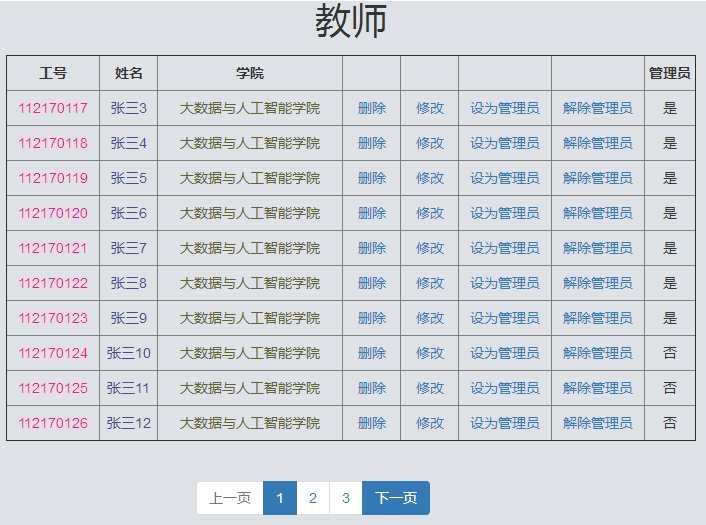 教师
工号 姓名 学院 管理员
112170117 张三3 大数据与人工智能学院 删除 修改 设为管理员 解除管理员 是
112170118 张三4 大数据与人工智能学院 删除 修改 设为管理员 解除管理员 是
112170119 张三5 大数据与人工智能学院 删除 修改 设为管理员 解除管理员 是
112170120 张三6 大数据与人工智能学院 删除 修改 设为管理员 解除管理员 是
112170121 张三7 大数据与人工智能学院 删除 修改 设为管理员 解除管理员 是
112170122 张三8 大数据与人工智能学院 删除 修改 设为管理员 解除管理员 是
112170123 张三9 大数据与人工智能学院 删除 修改 设为管理员 解除管理员 是
112170124 张三10 大数据与人工智能学院 删除 修改 设为管理员 解除管理员 否
112170125 张三11 大数据与人工智能学院 删除 修改 设为管理员 解除管理员 否
112170126 张三12 大数据与人工智能学院 删除 修改 设为管理员 解除管理员 否
上一页 1 2 3 下一页